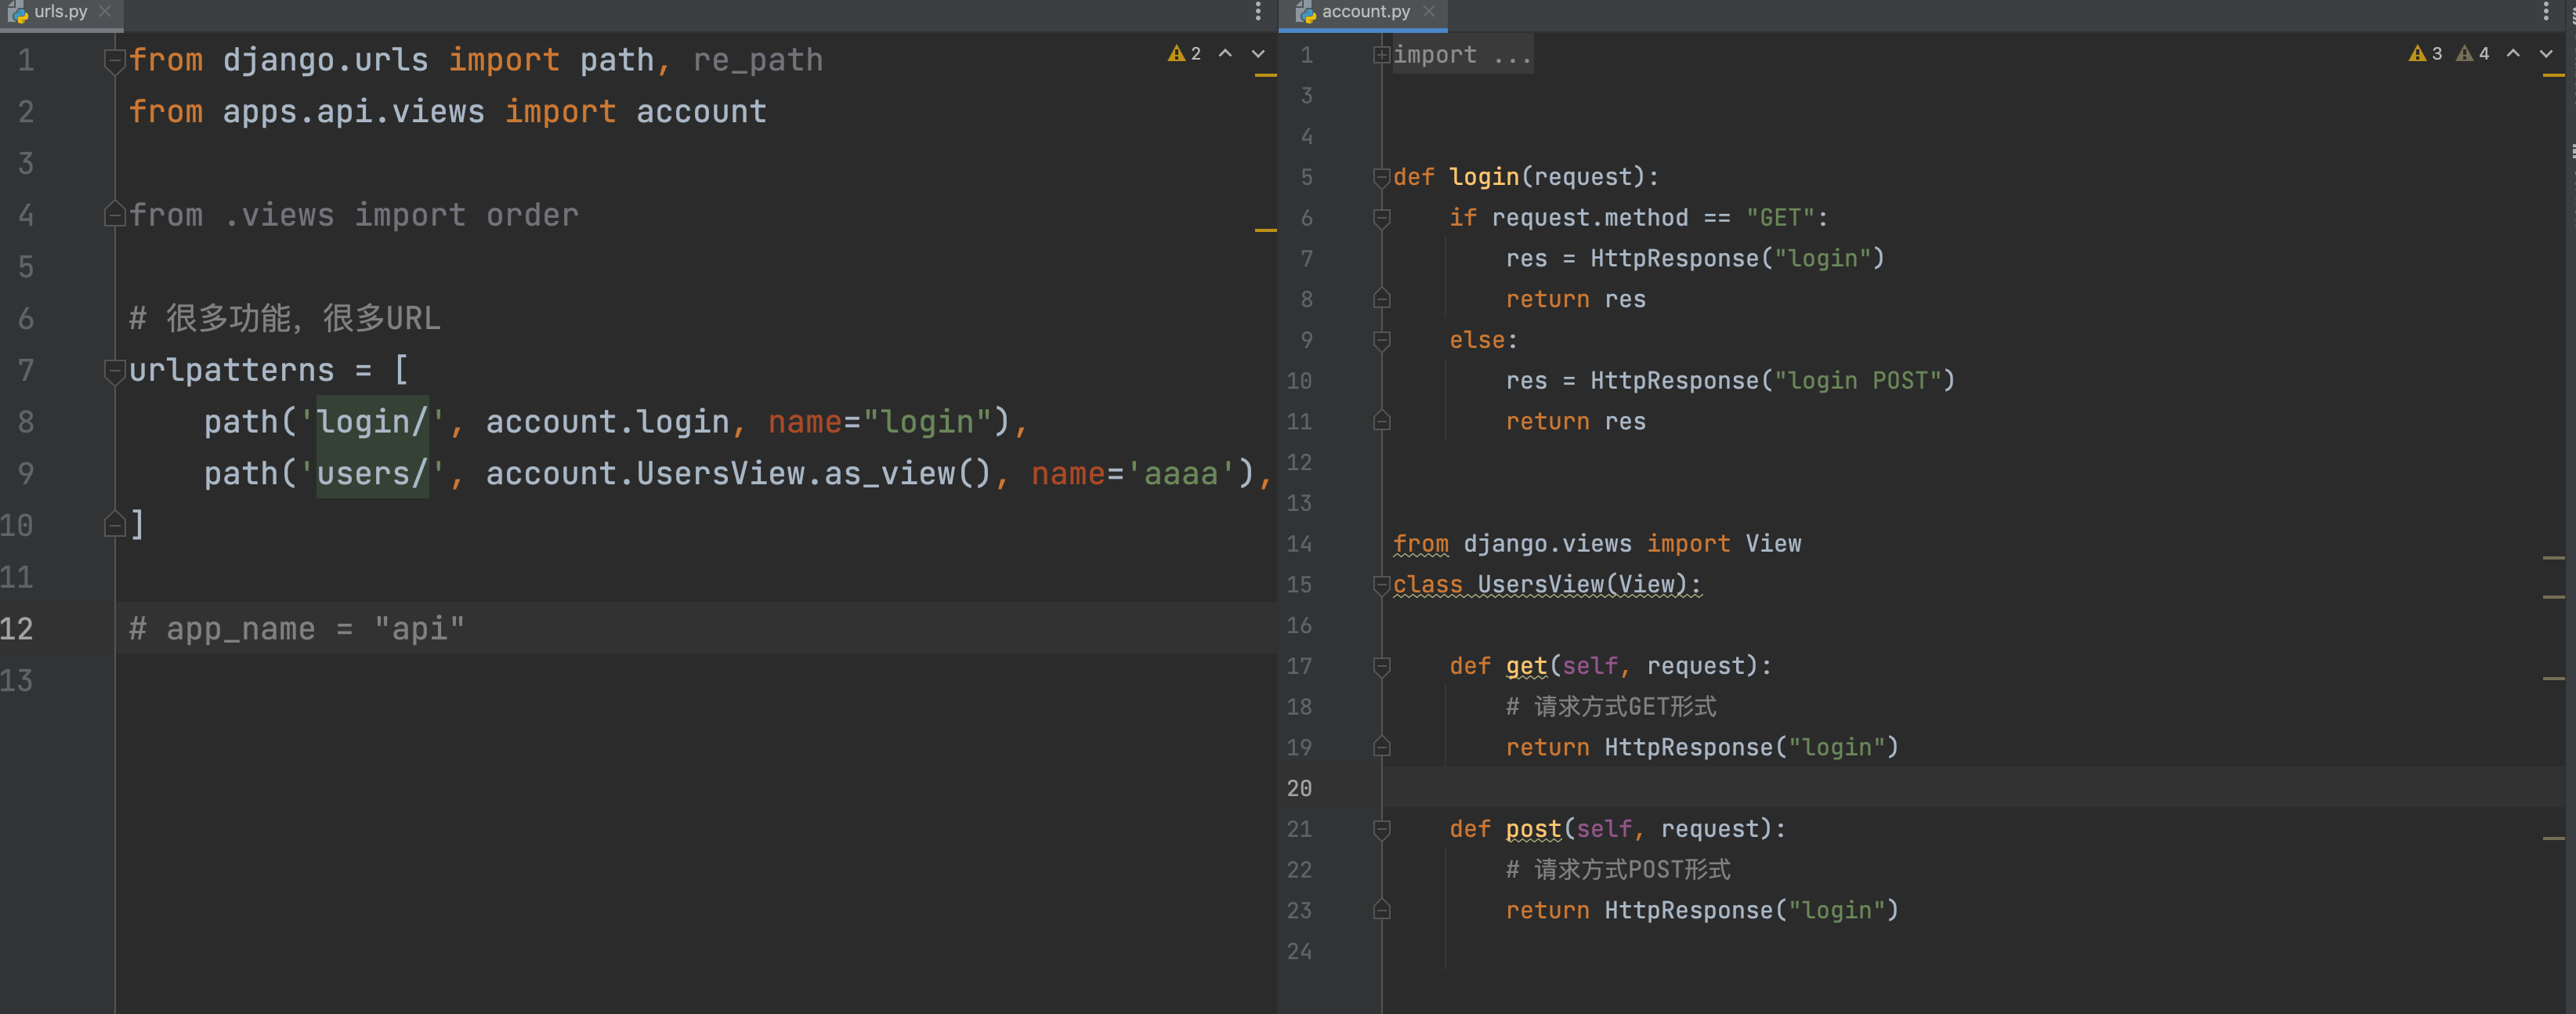 urls.py
2
1 from django.urls import path, re_path
2 from apps.api.views import account
3
4 from .views import order
5
6 # 很多功能，很多URL
7 urlpatterns = [
8     path('login/', account.login, name="login"),
9     path('users/', account.UsersView.as_view(), name='aaaa'),
10 ]
11
12 # app_name = "api"
13
account.py
3 4
1 import ...
3
4
5 def login(request):
6     if request.method == "GET":
7         res = HttpResponse("login")
8         return res
9     else:
10         res = HttpResponse("login POST")
11         return res
12
13
14 from django.views import View
15 class UsersView(View):
16
17     def get(self, request):
18         # 请求方式GET形式
19         return HttpResponse("login")
20
21     def post(self, request):
22         # 请求方式POST形式
23         return HttpResponse("login")
24